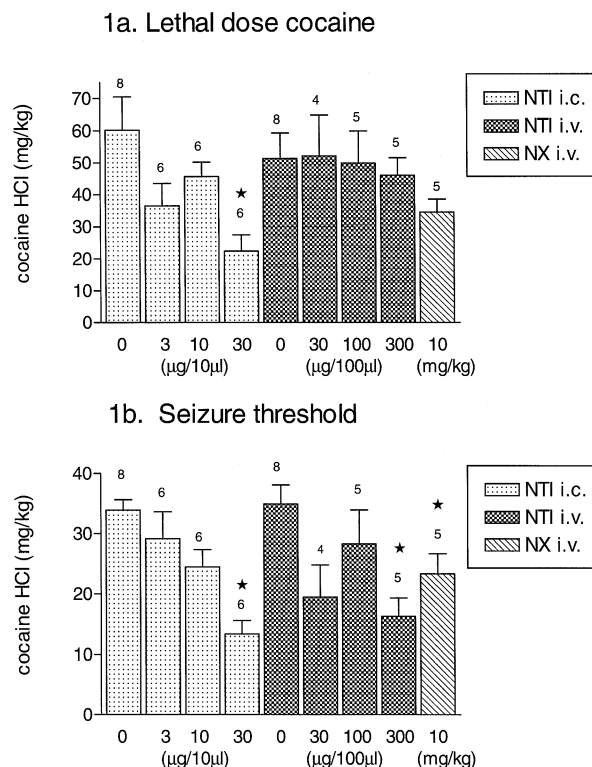 1a. Lethal dose cocaine
cocaine HCl (mg/kg)
70
60
50
40
30
20
10
0
8
6
6
★
6
8
4
5
5
5
0 3 10 30 0 30 100 300 10
(µg/10µl) (µg/100µl) (mg/kg)
NTI i.c.
NTI i.v.
NX i.v.
1b. Seizure threshold
cocaine HCl (mg/kg)
40
30
20
10
0
8
6
6
★
6
8
4
5
★
5
★
5
0 3 10 30 0 30 100 300 10
(µg/10µl) (µg/100µl) (mg/kg)
NTI i.c.
NTI i.v.
NX i.v.